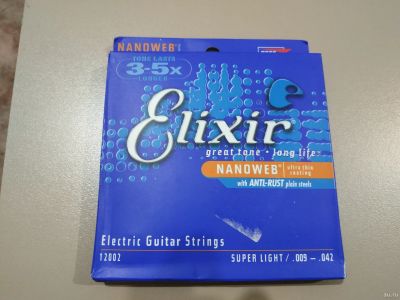 NANOWEB
TONE LASTS
3-5x
LONGER
Elixir
great tone • long life
NANOWEB™ ultra thin coating
with ANTI-RUST plain steels
Electric Guitar Strings
12002 SUPER LIGHT / .009 – .042